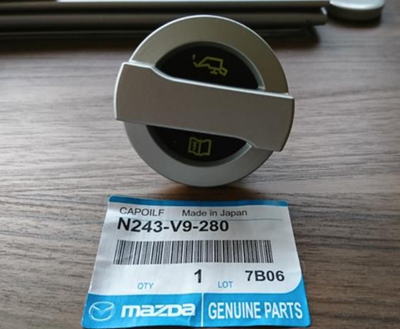 CAPOILF Made in Japan
N243-V9-280
QTY 1 LOT 7B06
mazda GENUINE PARTS